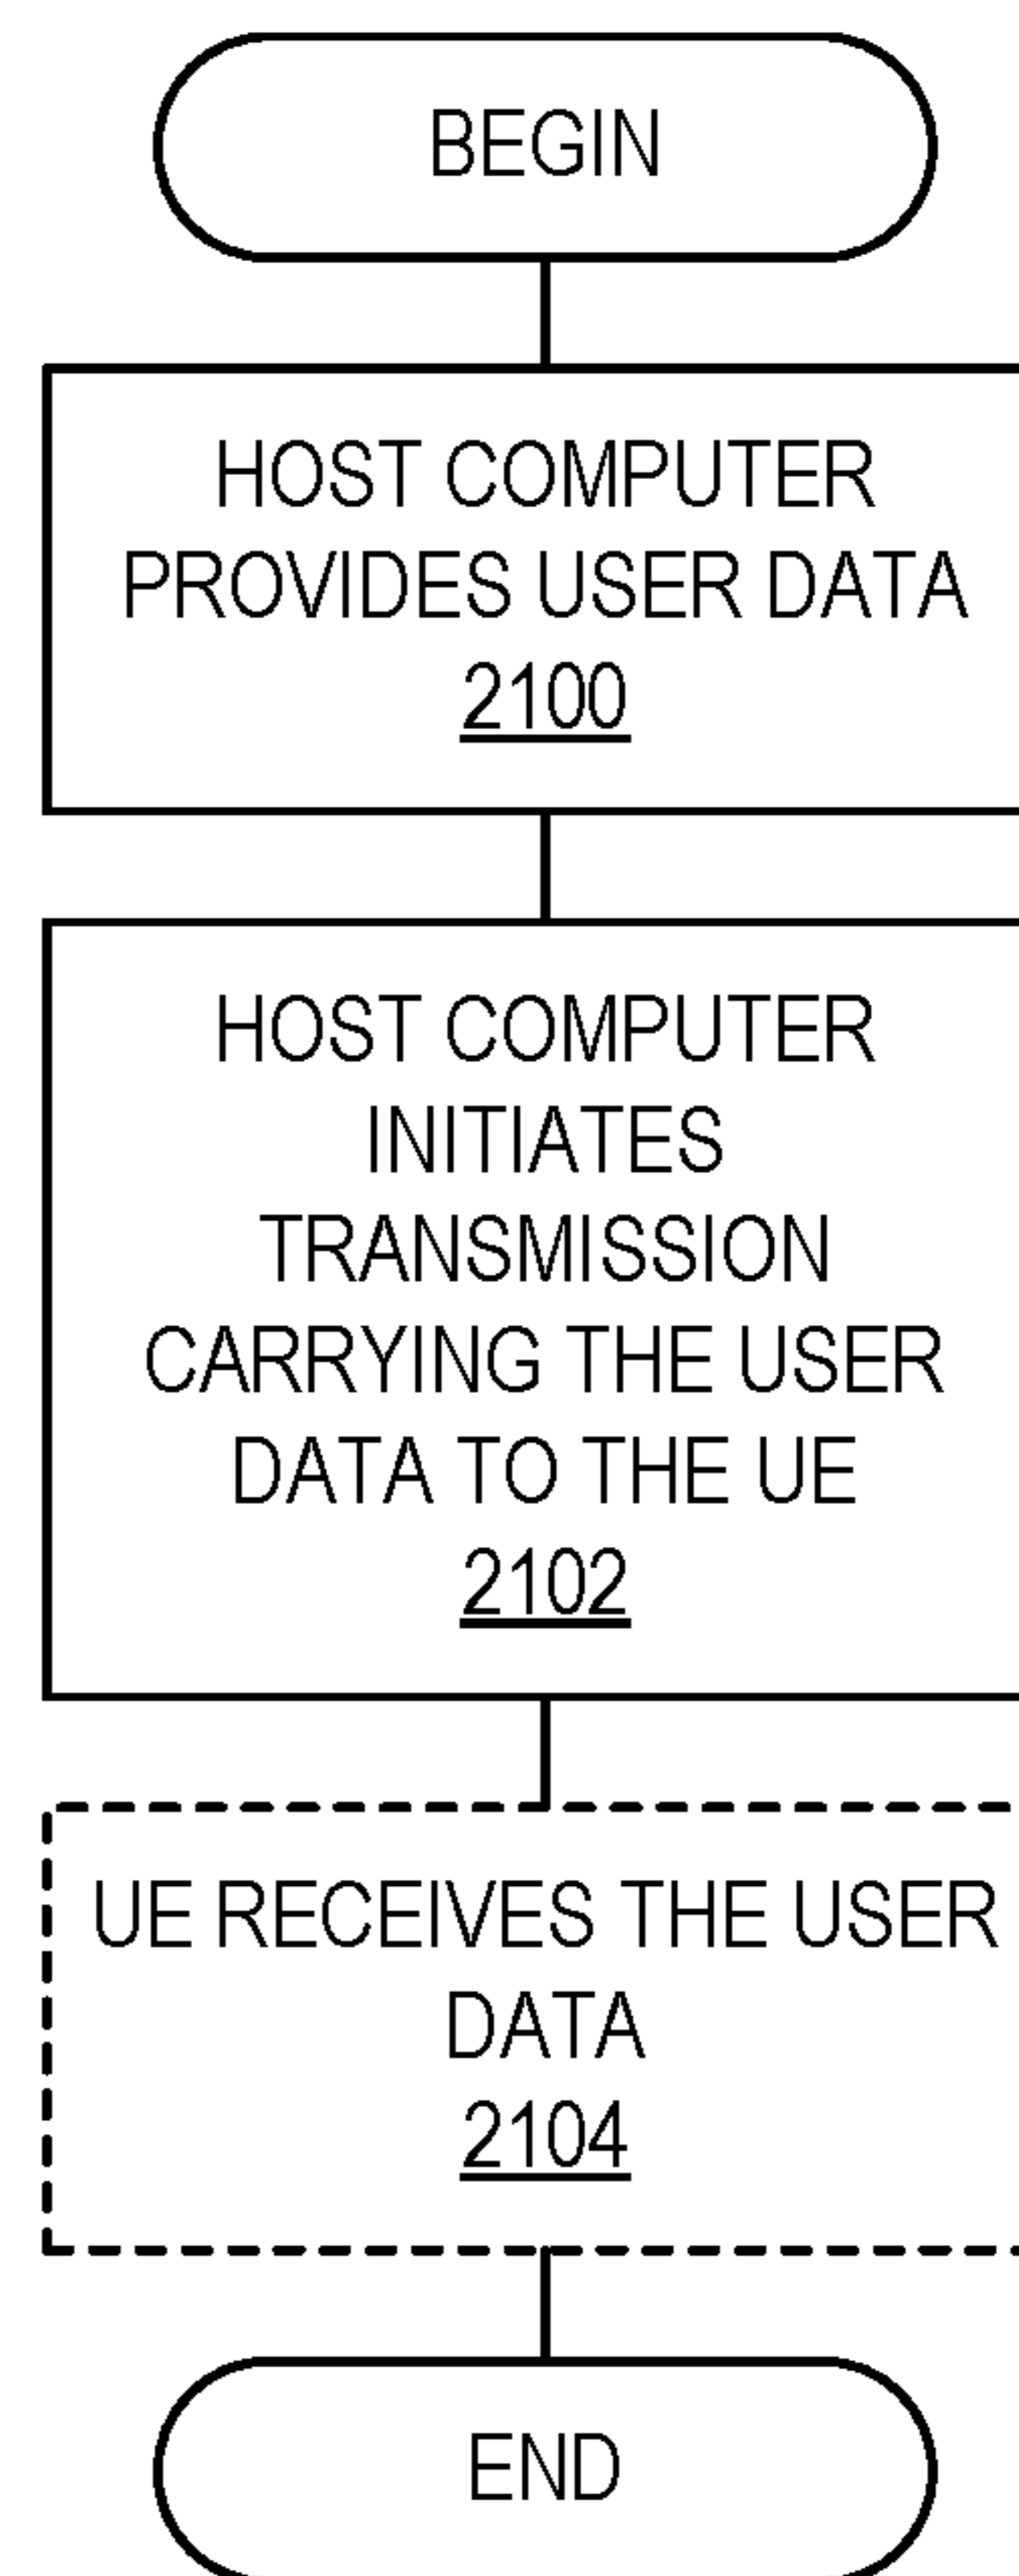 BEGIN
HOST COMPUTER
PROVIDES USER DATA
2100
HOST COMPUTER
INITIATES
TRANSMISSION
CARRYING THE USER
DATA TO THE UE
2102
UE RECEIVES THE USER
DATA
2104
END